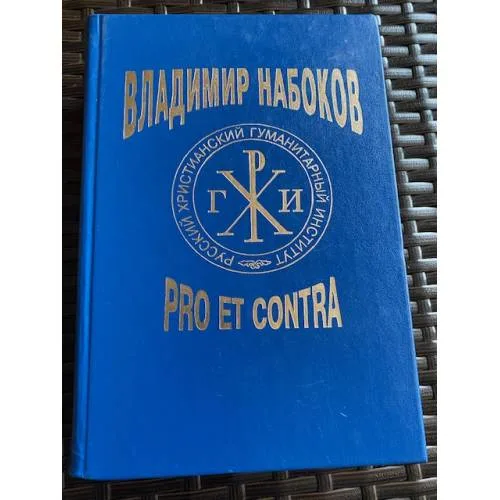 ВЛАДИМИР НАБОКОВ
РУССКИЙ ХРИСТИАНСКИЙ ГУМАНИТАРНЫЙ ИНСТИТУТ
Р
Г Х И
PRO ET CONTRA